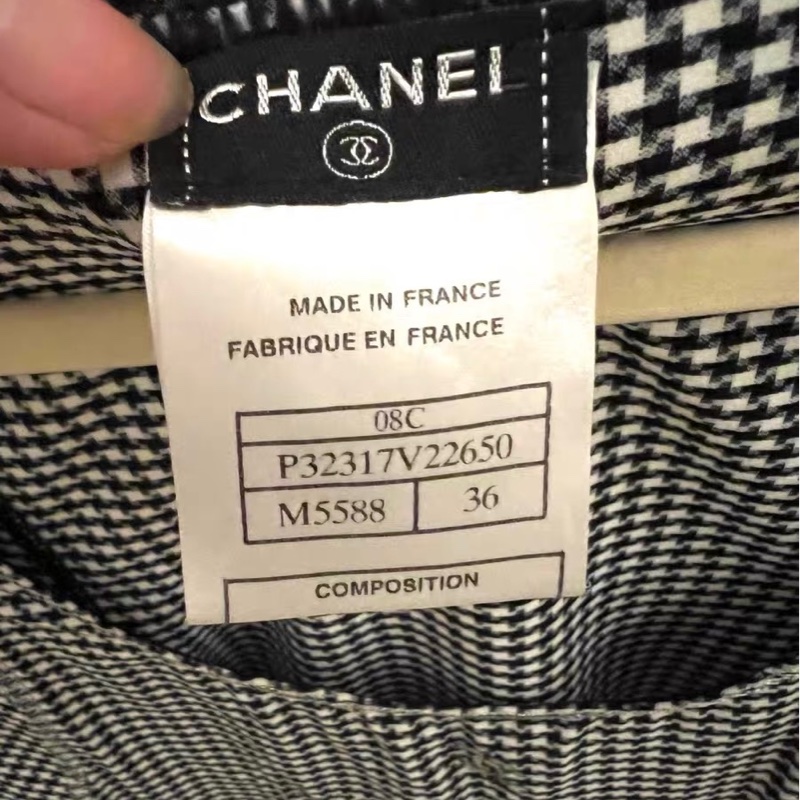 CHANEL
MADE IN FRANCE
FABRIQUE EN FRANCE
08C
P32317V22650
M5588 36
COMPOSITION